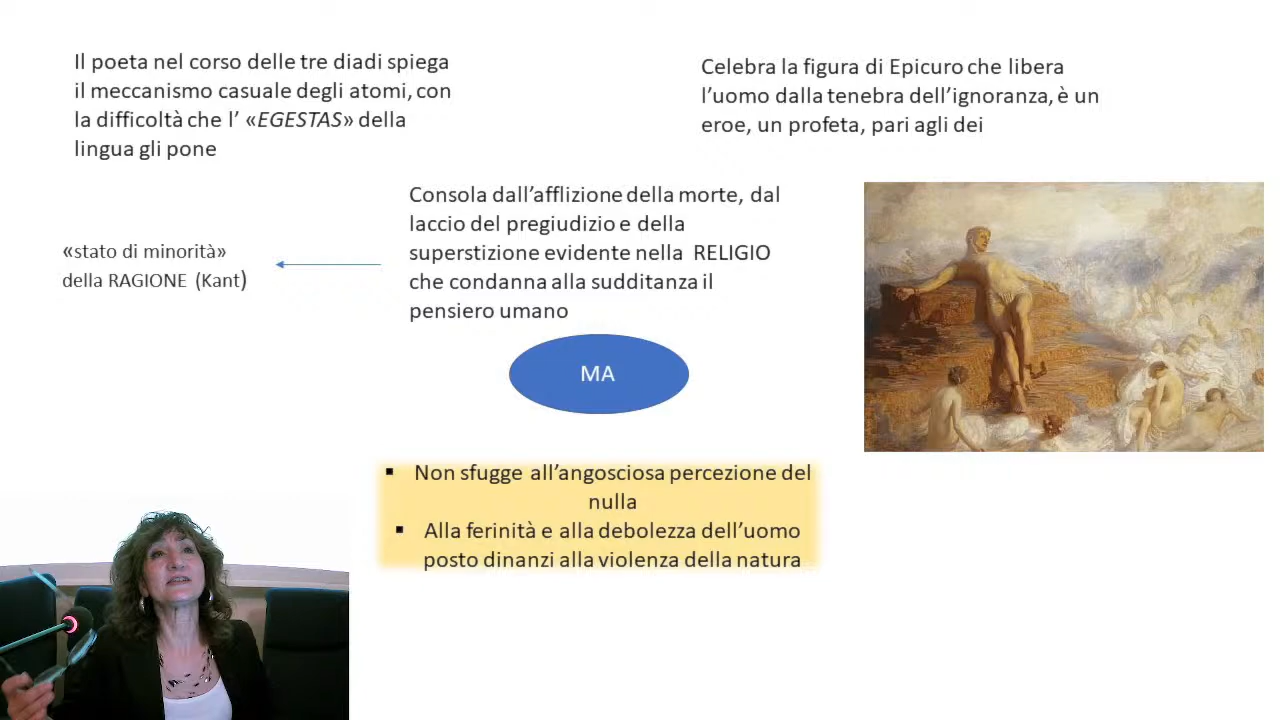 Il poeta nel corso delle tre diadi spiega
il meccanismo casuale degli atomi, con
la difficoltà che l’ «EGESTAS» della
lingua gli pone
Celebra la figura di Epicuro che libera
l’uomo dalla tenebra dell’ignoranza, è un
eroe, un profeta, pari agli dei
Consola dall’afflizione della morte, dal
laccio del pregiudizio e della
superstizione evidente nella RELIGIO
che condanna alla sudditanza il
pensiero umano
«stato di minorità»
della RAGIONE (Kant)
MA
▪ Non sfugge all’angosciosa percezione del
nulla
▪ Alla ferinità e alla debolezza dell’uomo
posto dinanzi alla violenza della natura